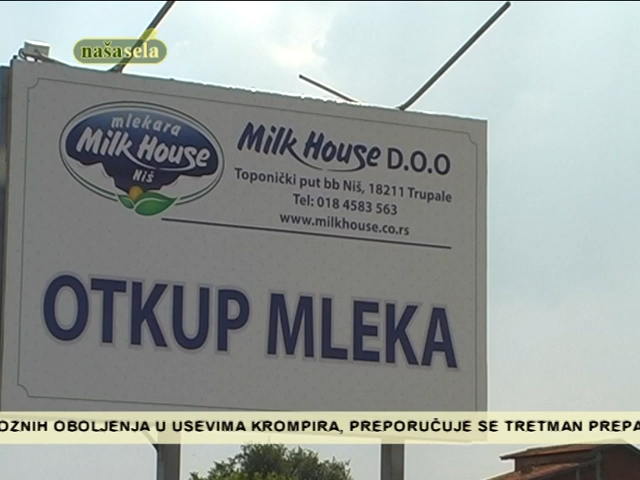 našasela
mlekara
Milk House
Niš
Milk House D.O.O
Toponički put bb Niš, 18211 Trupale
Tel: 018 4583 563
www.milkhouse.co.rs
OTKUP MLEKA
OZNIH OBOLJENJA U USEVIMA KROMPIRA, PREPORUČUJE SE TRETMAN PREPA